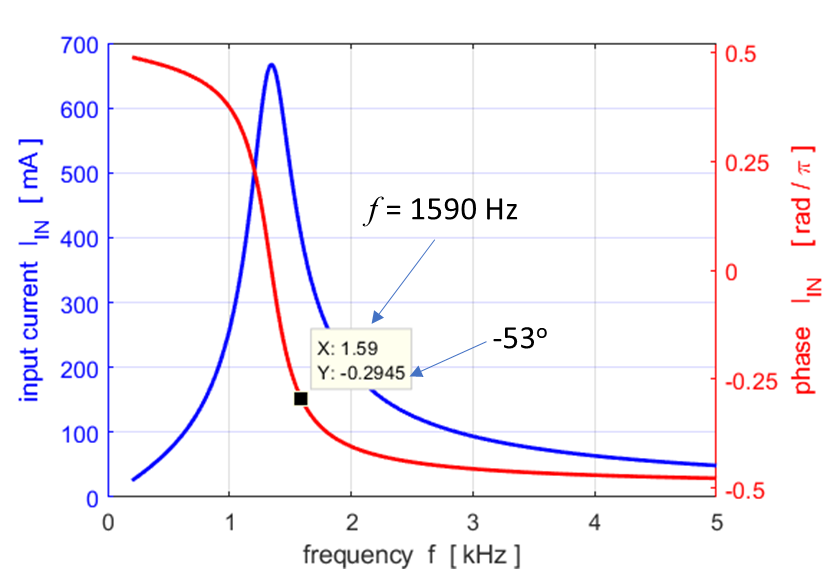 700
600
500
400
300
200
100
0
input current I_IN [ mA ]
f = 1590 Hz
X: 1.59
Y: -0.2945
-53º
0.5
0.25
0
-0.25
-0.5
phase I_IN [ rad / π ]
0 1 2 3 4 5
frequency f [ kHz ]